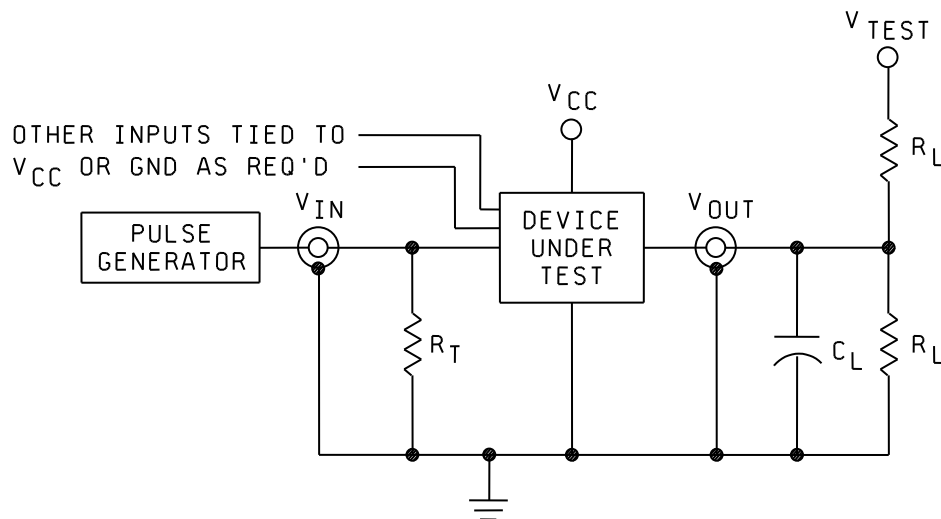 V TEST
V CC
OTHER INPUTS TIED TO
V CC OR GND AS REQ'D
R L
V IN
V OUT
PULSE
GENERATOR
DEVICE
UNDER
TEST
R T
C L
R L